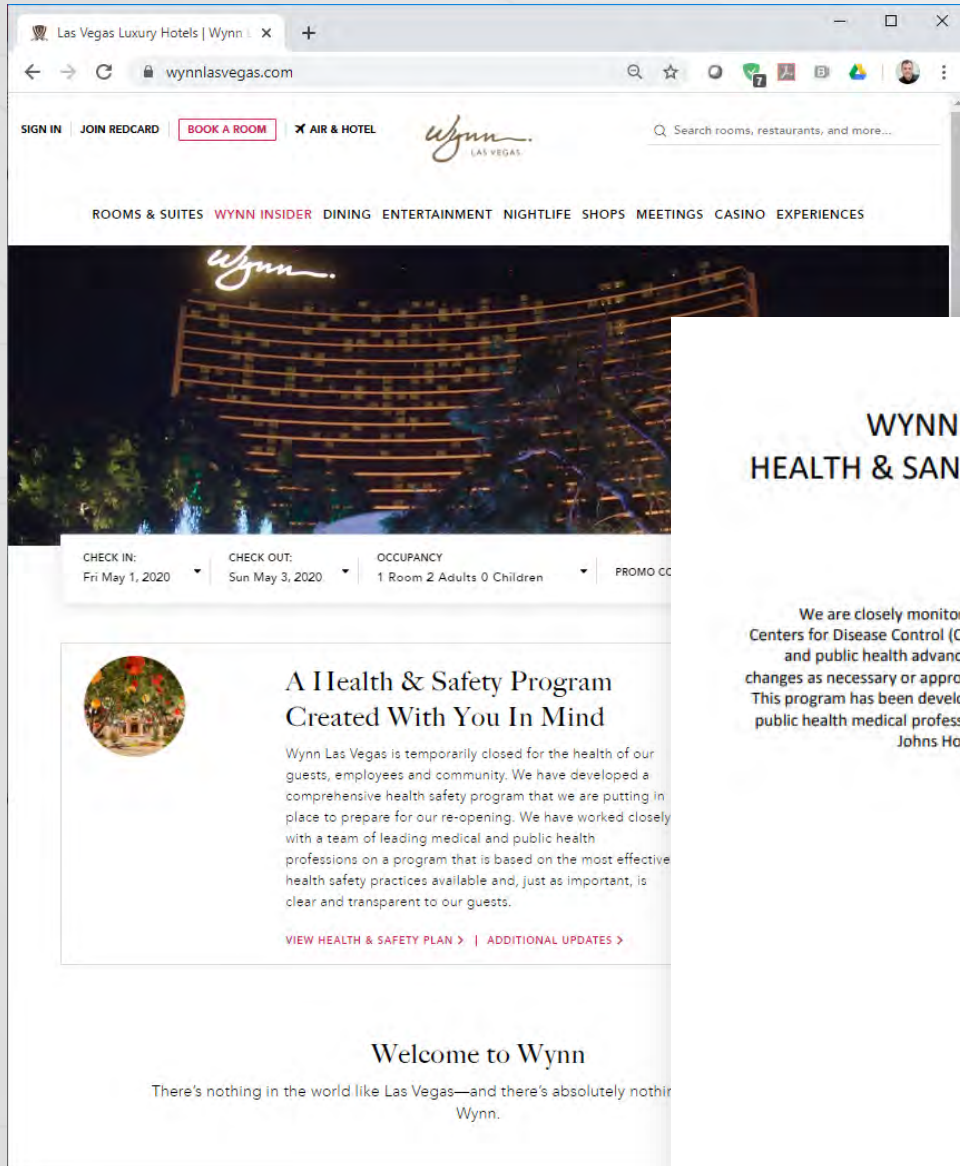 Las Vegas Luxury Hotels | Wynn
wynnlasvegas.com
7
SIGN IN JOIN REDCARD BOOK A ROOM AIR & HOTEL
Wynn
LAS VEGAS
Search rooms, restaurants, and more...
ROOMS & SUITES WYNN INSIDER DINING ENTERTAINMENT NIGHTLIFE SHOPS MEETINGS CASINO EXPERIENCES
Wynn.
CHECK IN:
Fri May 1, 2020
CHECK OUT:
Sun May 3, 2020
OCCUPANCY
1 Room 2 Adults 0 Children
PROMO CO
A Health & Safety Program
Created With You In Mind
Wynn Las Vegas is temporarily closed for the health of our
guests, employees and community. We have developed a
comprehensive health safety program that we are putting in
place to prepare for our re-opening. We have worked closely
with a team of leading medical and public health
professions on a program that is based on the most effective
health safety practices available and, just as important, is
clear and transparent to our guests.
VIEW HEALTH & SAFETY PLAN > | ADDITIONAL UPDATES >
Welcome to Wynn
There's nothing in the world like Las Vegas—and there's absolutely nothin
Wynn.
WYNN
HEALTH & SAN
We are closely monitor
Centers for Disease Control (C
and public health advanc
changes as necessary or appro
This program has been develo
public health medical profess
Johns Ho